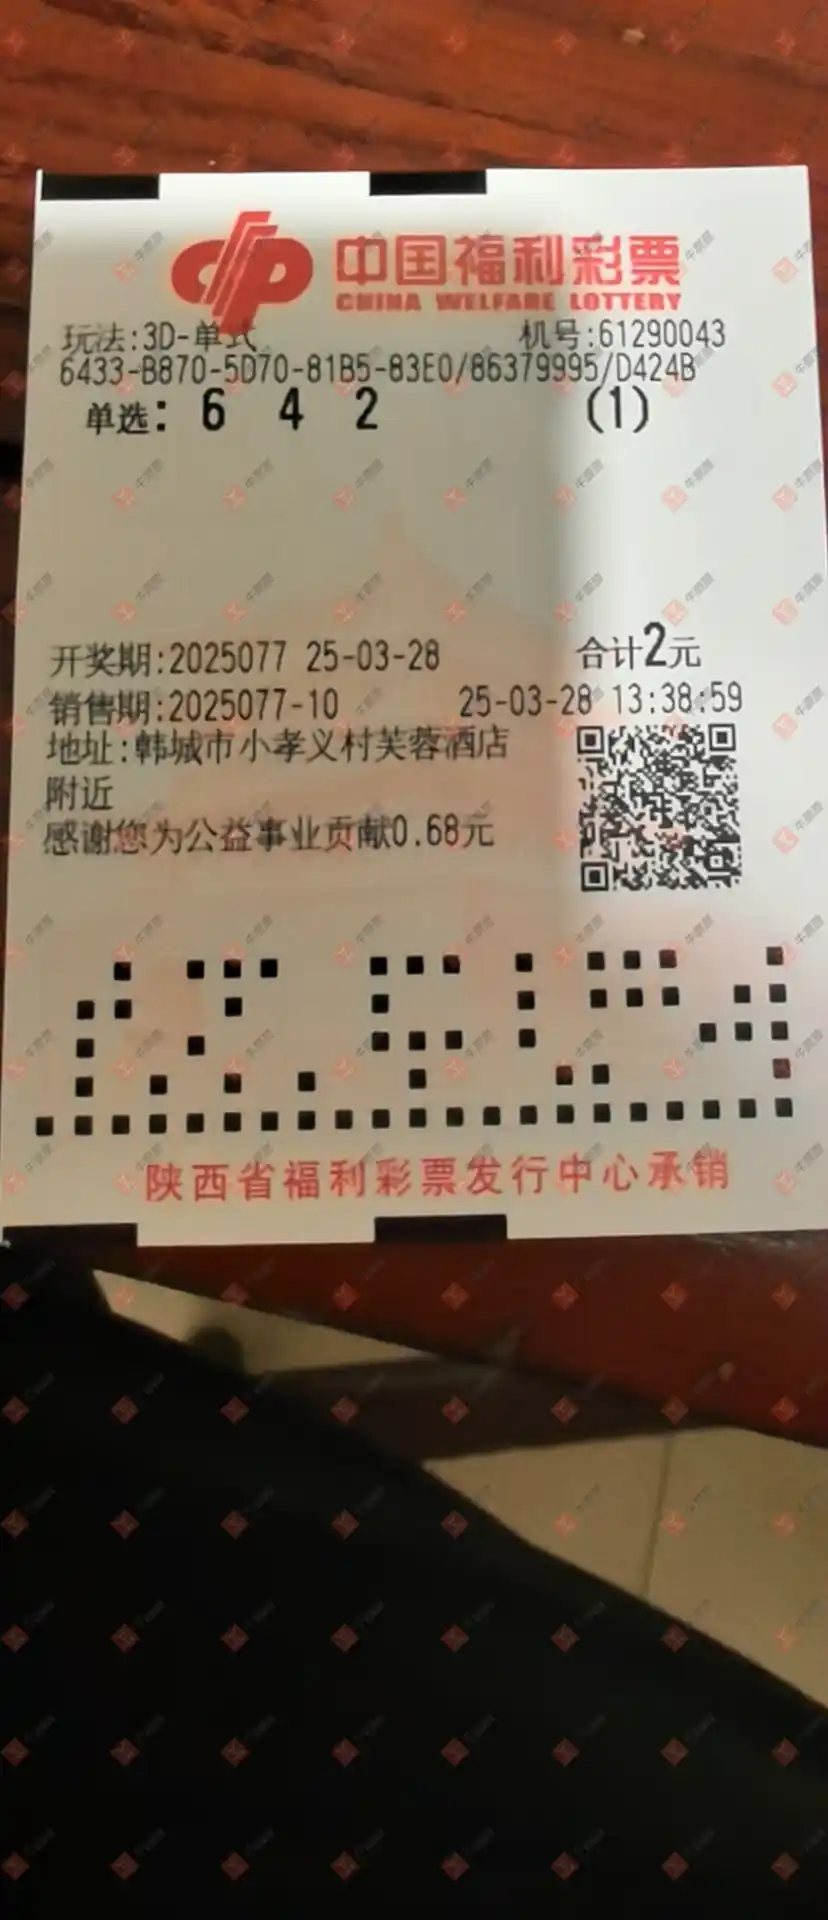 中国福利彩票
CHINA WELFARE LOTTERY
玩法:3D-单式 机号:61290043
6433-B870-5D70-81B5-83E0/86379995/D424B
单选: 6 4 2 (1)
开奖期:2025077 25-03-28 合计2元
销售期:2025077-10 25-03-28 13:38:59
地址:韩城市小孝义村芙蓉酒店
附近
感谢您为公益事业贡献0.68元
陕西省福利彩票发行中心承销